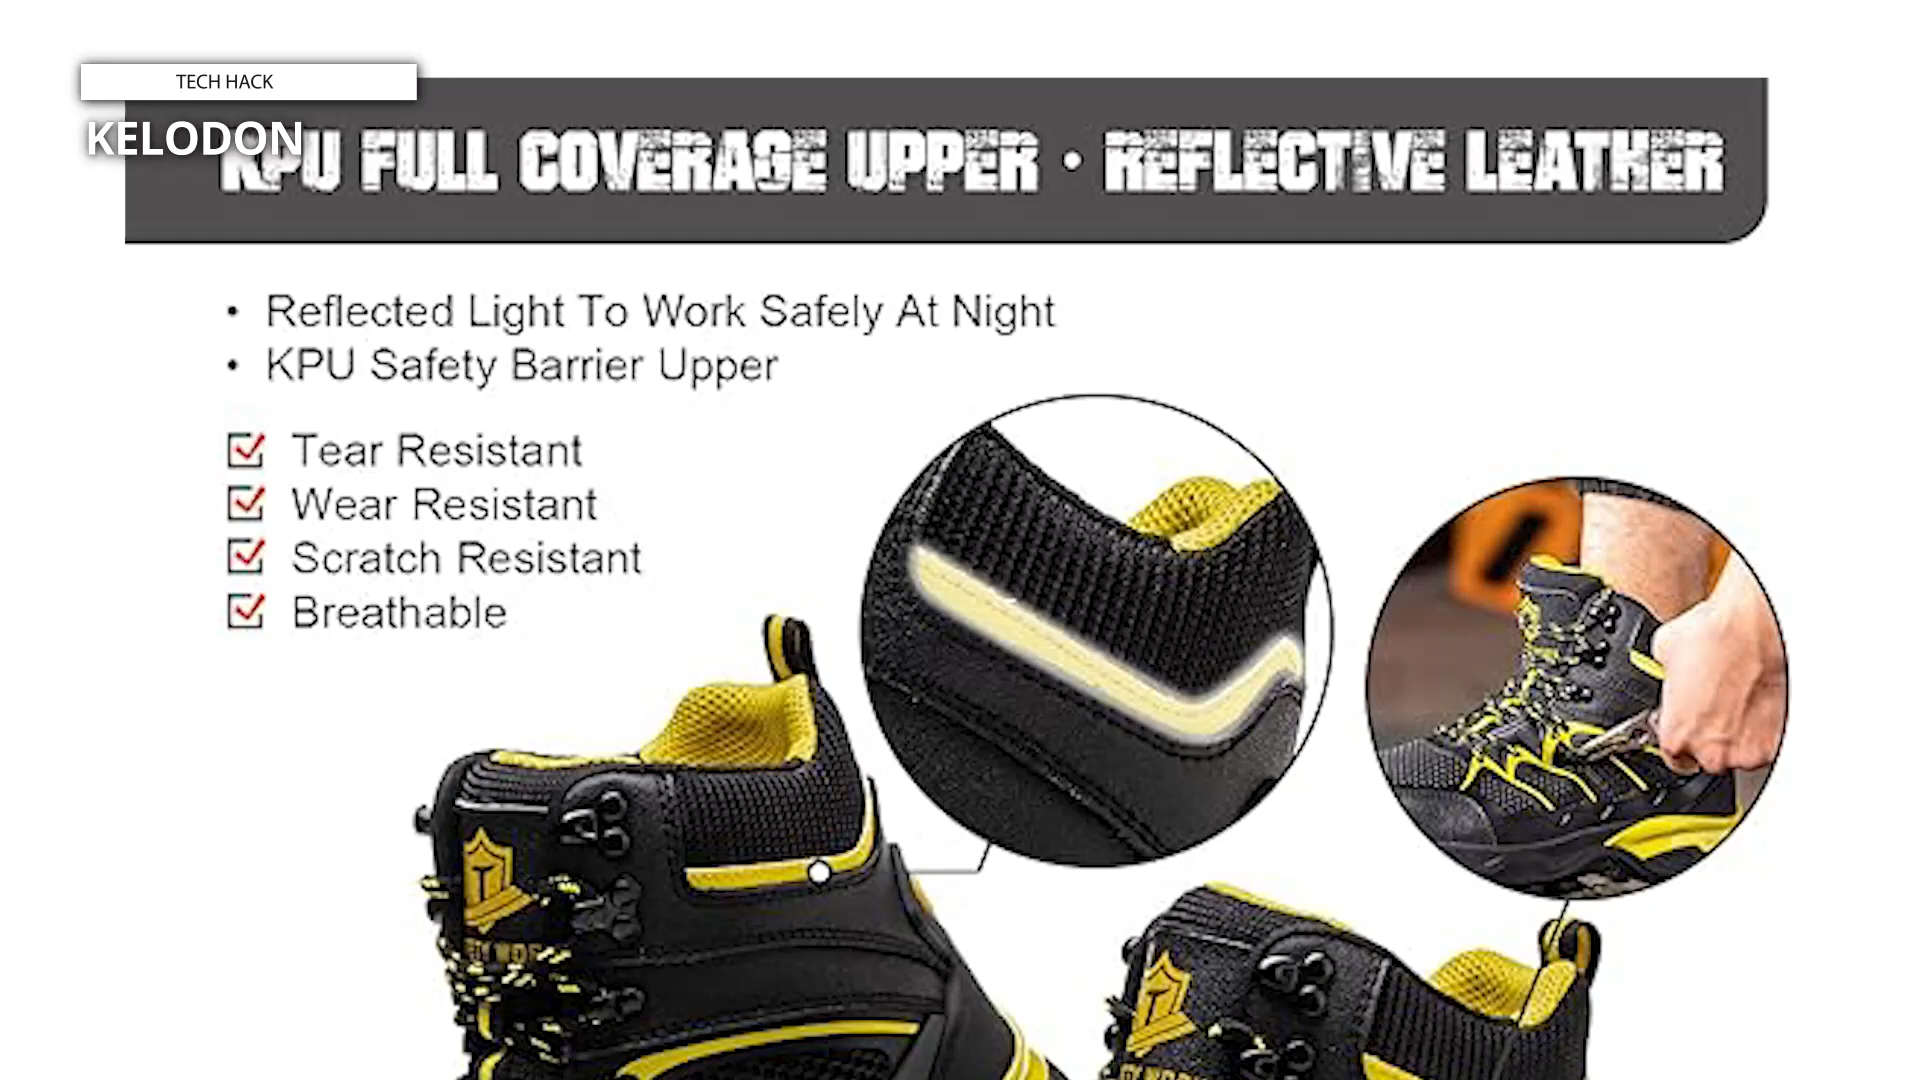 TECH HACK
KELODON
KPU FULL COVERAGE UPPER • REFLECTIVE LEATHER
• Reflected Light To Work Safely At Night
• KPU Safety Barrier Upper
Tear Resistant
Wear Resistant
Scratch Resistant
Breathable